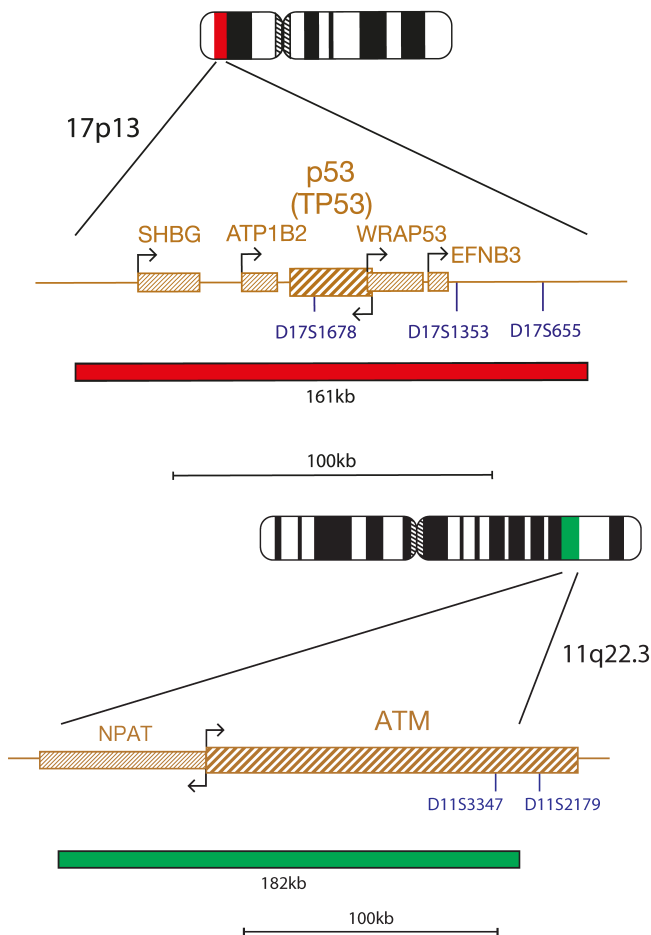 17p13
p53
(TP53)
SHBG
ATP1B2
WRAP53
EFNB3
D17S1678
D17S1353
D17S655
161kb
100kb
11q22.3
NPAT
ATM
D11S3347
D11S2179
182kb
100kb